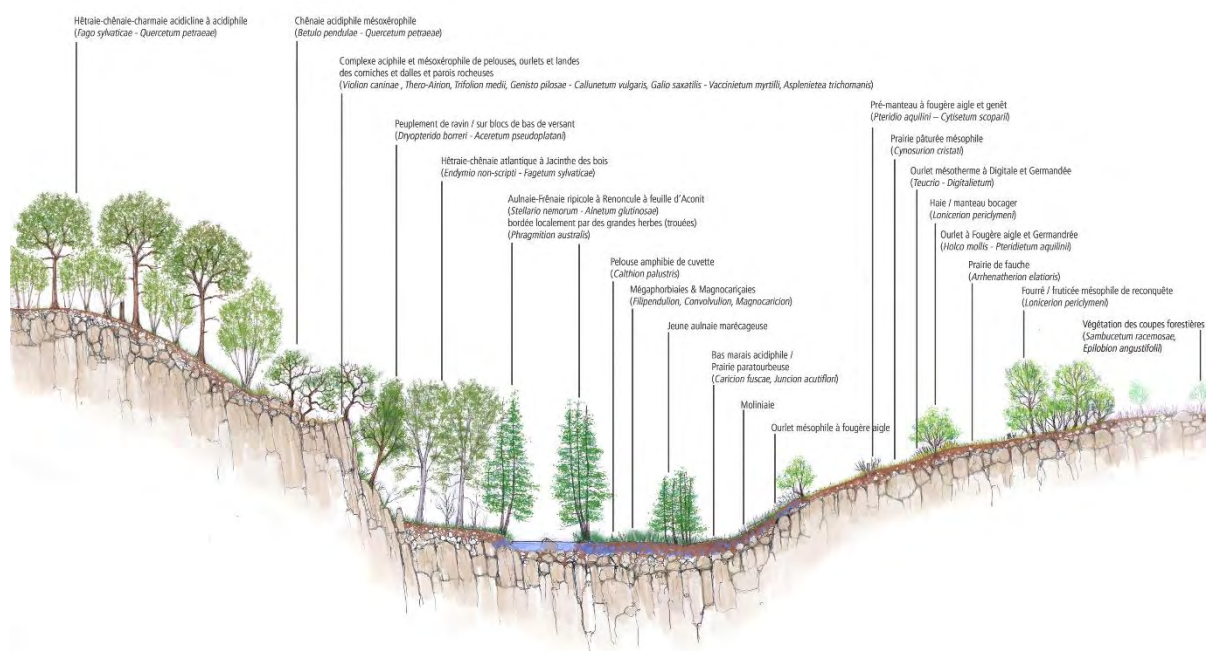 Hêtraie-chênaie-charmaie acidicline à acidiphile
(Fago sylvaticae - Quercetum petraeae)
Chênaie acidiphile mésoxérophile
(Betulo pendulae - Quercetum petraeae)
Complexe aciphile et mésoxérophile de pelouses, ourlets et landes
des corniches et dalles et parois rocheuses
(Violion caninae , Thero-Airion, Trifolion medii, Genisto pilosae - Callunetum vulgaris, Galio saxatilis - Vaccinietum myrtilli, Asplenietea trichomanis)
Peuplement de ravin / sur blocs de bas de versant
(Dryopterido borreri - Aceretum pseudoplatani)
Hêtraie-chênaie atlantique à Jacinthe des bois
(Endymio non-scripti - Fagetum sylvaticae)
Aulnaie-Frênaie ripicole à Renoncule à feuille d'Aconit
(Stellario nemorum - Ainetum glutinosae)
bordée localement par des grandes herbes (trouées)
(Phragmition australis)
Pelouse amphibie de cuvette
(Calthion palustris)
Mégaphorbiaies & Magnocariçaies
(Filipendulion, Convolvulion, Magnocaricion)
Jeune aulnaie marécageuse
Bas marais acidiphile /
Prairie paratourbeuse
(Caricion fuscae, Juncion acutiflori)
Moliniaie
Ourlet mésophile à fougère aigle
Pré-manteau à fougère aigle et genêt
(Pteridio aquilini – Cytisetum scoparii)
Prairie pâturée mésophile
(Cynosurion cristati)
Ourlet mésotherme à Digitale et Germandée
(Teucrio - Digitalietum)
Haie / manteau bocager
(Lonicerion periclymeni)
Ourlet à Fougère aigle et Germandrée
(Holco mollis - Pteridietum aquilinii)
Prairie de fauche
(Arrhenatherion elatioris)
Fourré / fruticée mésophile de reconquête
(Lonicerion periclymeni)
Végétation des coupes forestières
(Sambucetum racemosae,
Epilobion angustifolii)